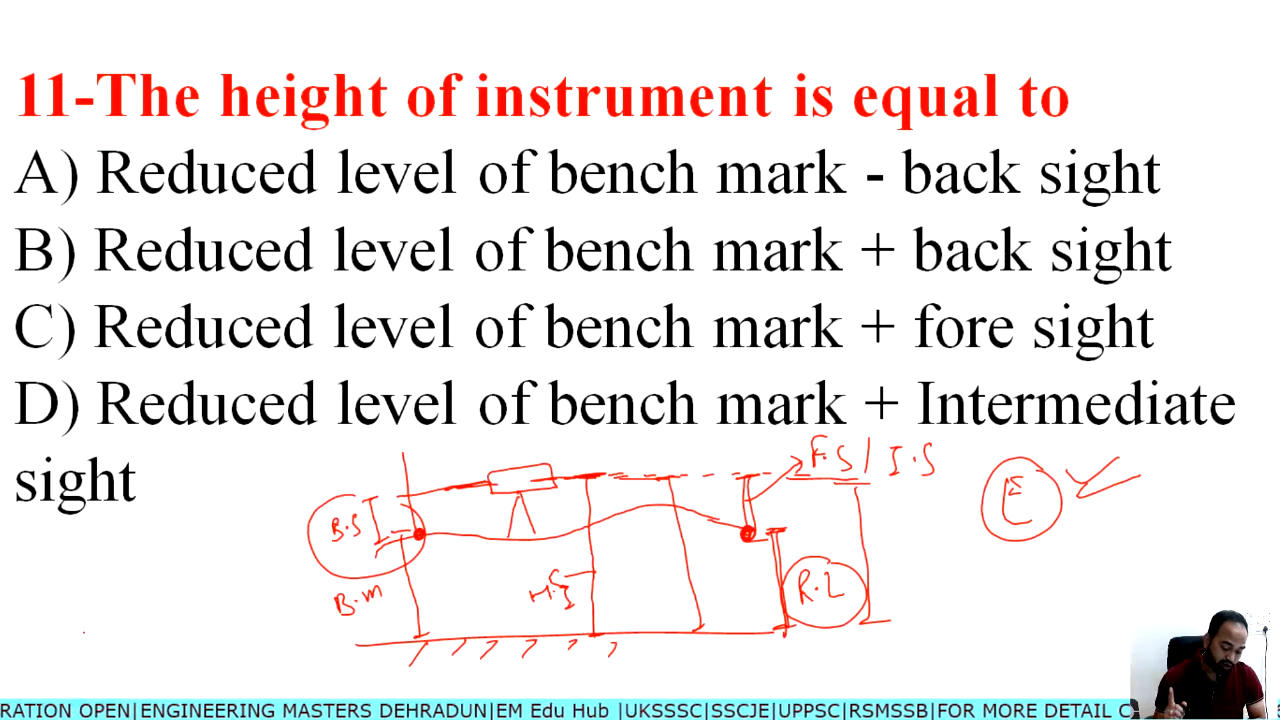 11-The height of instrument is equal to
A) Reduced level of bench mark - back sight
B) Reduced level of bench mark + back sight
C) Reduced level of bench mark + fore sight
D) Reduced level of bench mark + Intermediate
sight
F.S / I.S
E
B.S
R.L
H.I
B.m
RATION OPEN|ENGINEERING MASTERS DEHRADUN|EM Edu Hub |UKSSSC|SSCJE|UPPSC|RSMSSB|FOR MORE DETAIL C